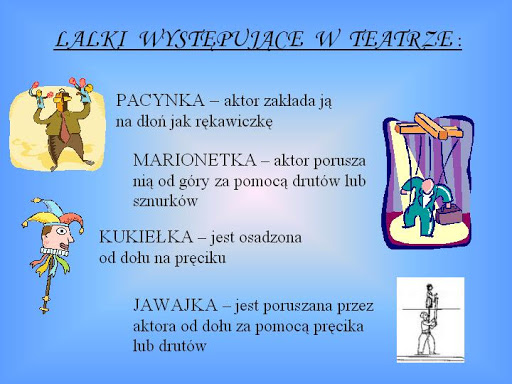 LALKI WYSTĘPUJĄCE W TEATRZE :
PACYNKA – aktor zakłada ją
na dłoń jak rękawiczkę
MARIONETKA – aktor porusza
nią od góry za pomocą drutów lub
sznurków
KUKIEŁKA – jest osadzona
od dołu na pręciku
JAWAJKA – jest poruszana przez
aktora od dołu za pomocą pręcika
lub drutów